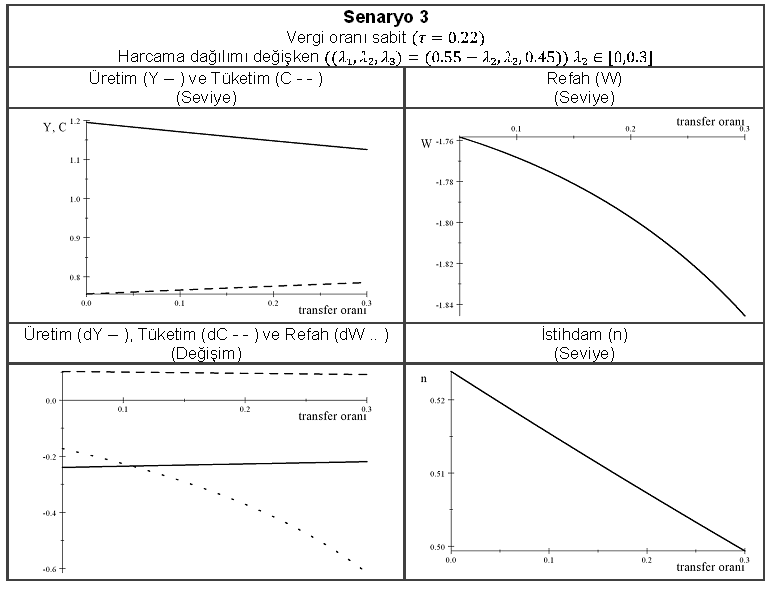 Senaryo 3
Vergi oranı sabit (τ = 0.22)
Harcama dağılımı değişken ((λ₁, λ₂, λ₃) = (0.55 − λ₂, λ₂, 0.45)) λ₂ ∈ [0,0.3]
Üretim (Y – ) ve Tüketim (C - - )
(Seviye)
Refah (W)
(Seviye)
Y, C
1.2
1.1
1.0
0.9
0.8
0.0
0.1
0.2
0.3
transfer oranı
transfer oranı
0.1
0.2
0.3
W
-1.76
-1.78
-1.80
-1.82
-1.84
Üretim (dY – ), Tüketim (dC - - ) ve Refah (dW .. )
(Değişim)
İstihdam (n)
(Seviye)
0.0
0.1
0.2
0.3
transfer oranı
-0.2
-0.4
-0.6
n
0.52
0.51
0.50
0.0
0.1
0.2
0.3
transfer oranı